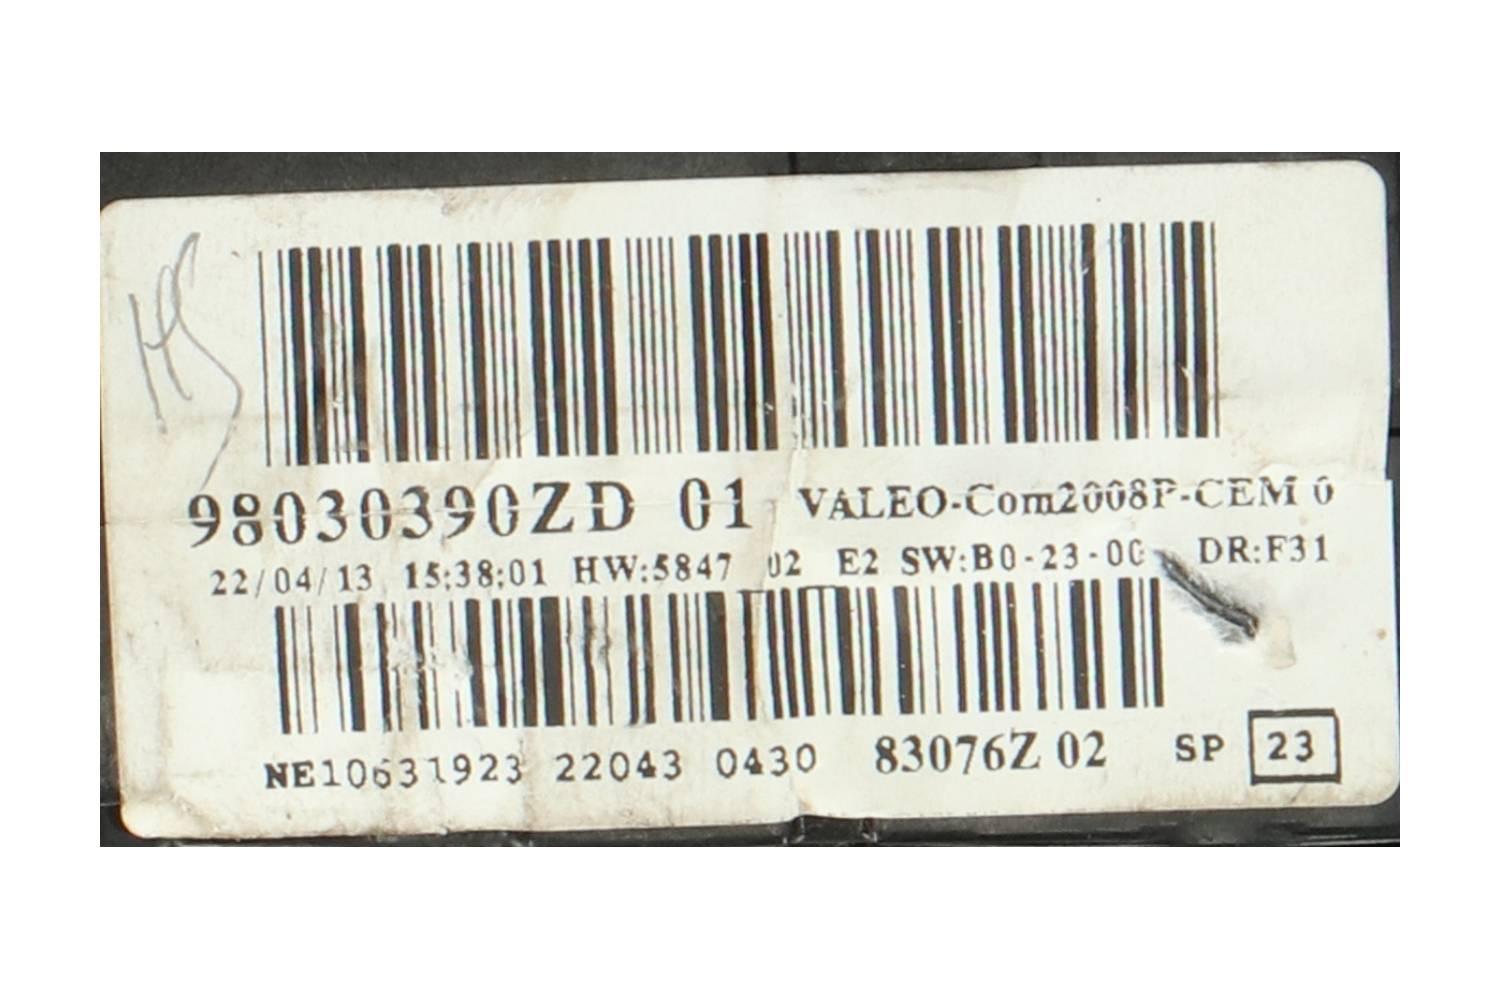 HS
98030390ZD 01 VALEO-Com2008P-CEM 0
22/04/13 15:38:01 HW:5847 02 E2 SW:B0-23-00 DR:F31
NE10631923 22043 0430 83076Z 02 SP 23